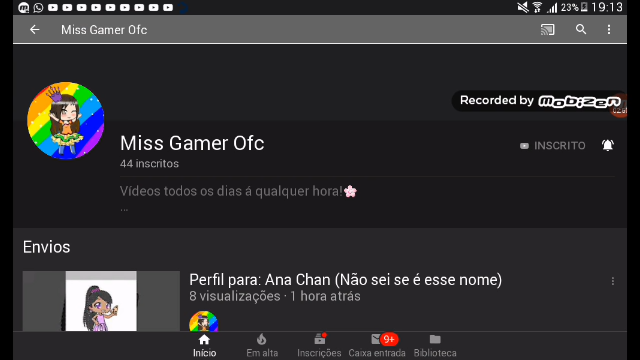 23% 19:13
Miss Gamer Ofc
Recorded by MOBIZEN
Miss Gamer Ofc
44 inscritos
INSCRITO
Vídeos todos os dias á qualquer hora!🌸
...
Envios
Perfil para: Ana Chan (Não sei se é esse nome)
8 visualizações · 1 hora atrás
9+
Início Em alta Inscrições Caixa entrada Biblioteca